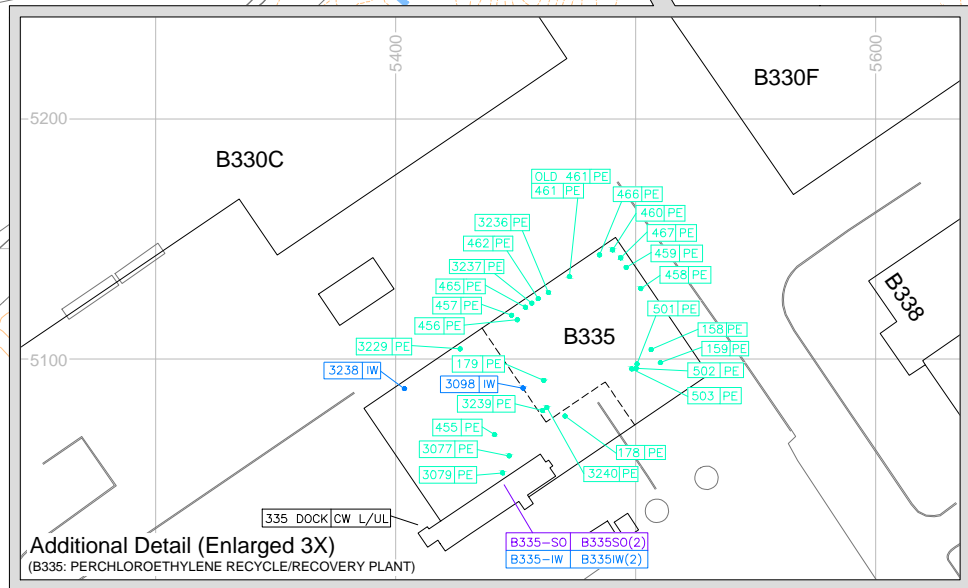 5400
5600
B330F
5200
B330C
OLD 461 PE
461 PE
466 PE
460 PE
3236 PE
467 PE
462 PE
459 PE
3237 PE
458 PE
465 PE
B338
457 PE
501 PE
456 PE
158 PE
B335
3229 PE
159 PE
5100
179 PE
3238 IW
502 PE
3098 IW
503 PE
3239 PE
455 PE
3077 PE
178 PE
3079 PE
3240 PE
335 DOCK CW L/UL
B335-SO B335SO(2)
B335-IW B335IW(2)
Additional Detail (Enlarged 3X)
(B335: PERCHLOROETHYLENE RECYCLE/RECOVERY PLANT)